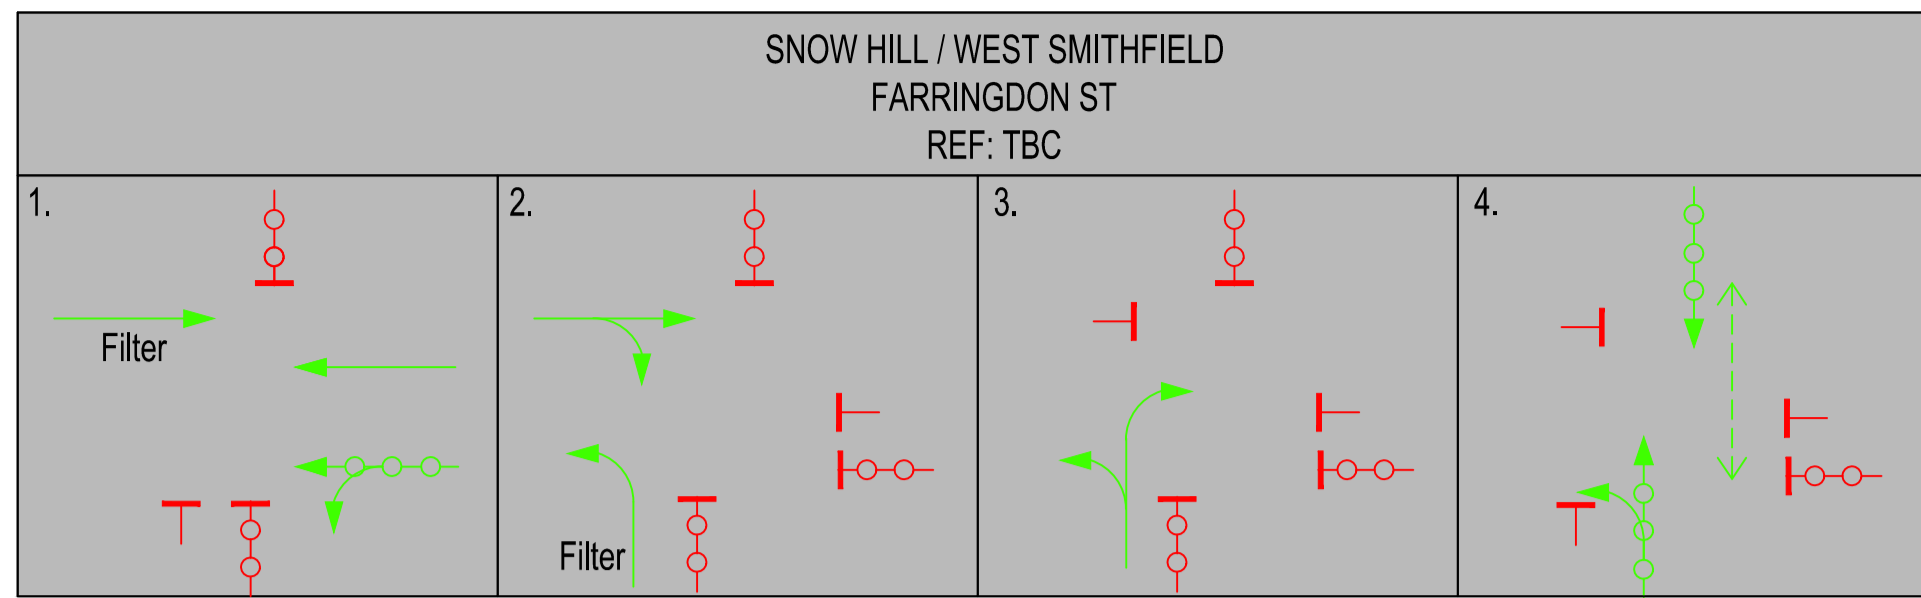 SNOW HILL / WEST SMITHFIELD
FARRINGDON ST
REF: TBC
1.
2.
3.
4.
Filter
Filter